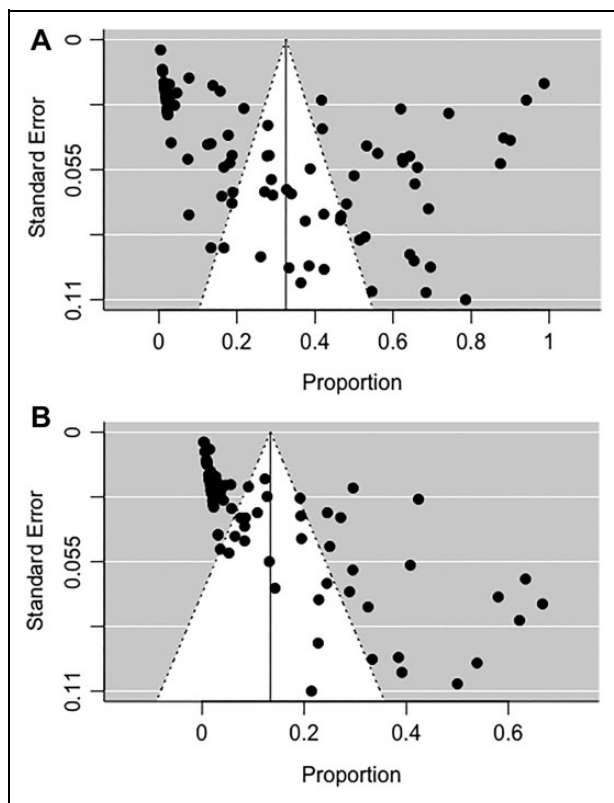 A
0
0.055
0.11
Standard Error
0 0.2 0.4 0.6 0.8 1
Proportion
B
0
0.055
0.11
Standard Error
0 0.2 0.4 0.6
Proportion